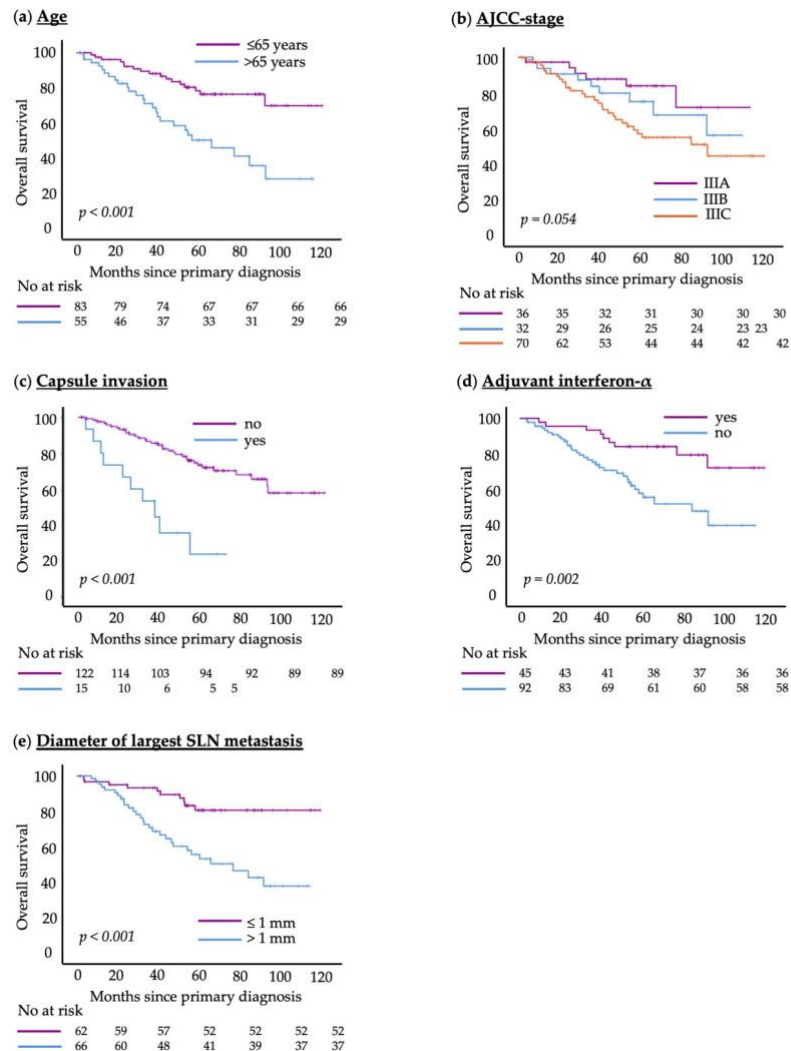 (a) Age
100
80
60
40
20
0
Overall survival
≤65 years
>65 years
p < 0.001
0 20 40 60 80 100 120
Months since primary diagnosis
No at risk
83 79 74 67 67 66 66
55 46 37 33 31 29 29
(b) AJCC-stage
100
80
60
40
20
0
Overall survival
IIIA
IIIB
IIIC
p = 0.054
0 20 40 60 80 100 120
Months since primary diagnosis
No at risk
36 35 32 31 30 30 30
32 29 26 25 24 23 23
70 62 53 44 44 42 42
(c) Capsule invasion
100
80
60
40
20
0
Overall survival
no
yes
p < 0.001
0 20 40 60 80 100 120
Months since primary diagnosis
No at risk
122 114 103 94 92 89 89
15 10 6 5 5
(d) Adjuvant interferon-α
100
80
60
40
20
0
Overall survival
yes
no
p = 0.002
0 20 40 60 80 100 120
Months since primary diagnosis
No at risk
45 43 41 38 37 36 36
92 83 69 61 60 58 58
(e) Diameter of largest SLN metastasis
100
80
60
40
20
0
Overall survival
≤ 1 mm
> 1 mm
p < 0.001
0 20 40 60 80 100 120
Months since primary diagnosis
No at risk
62 59 57 52 52 52 52
66 60 48 41 39 37 37